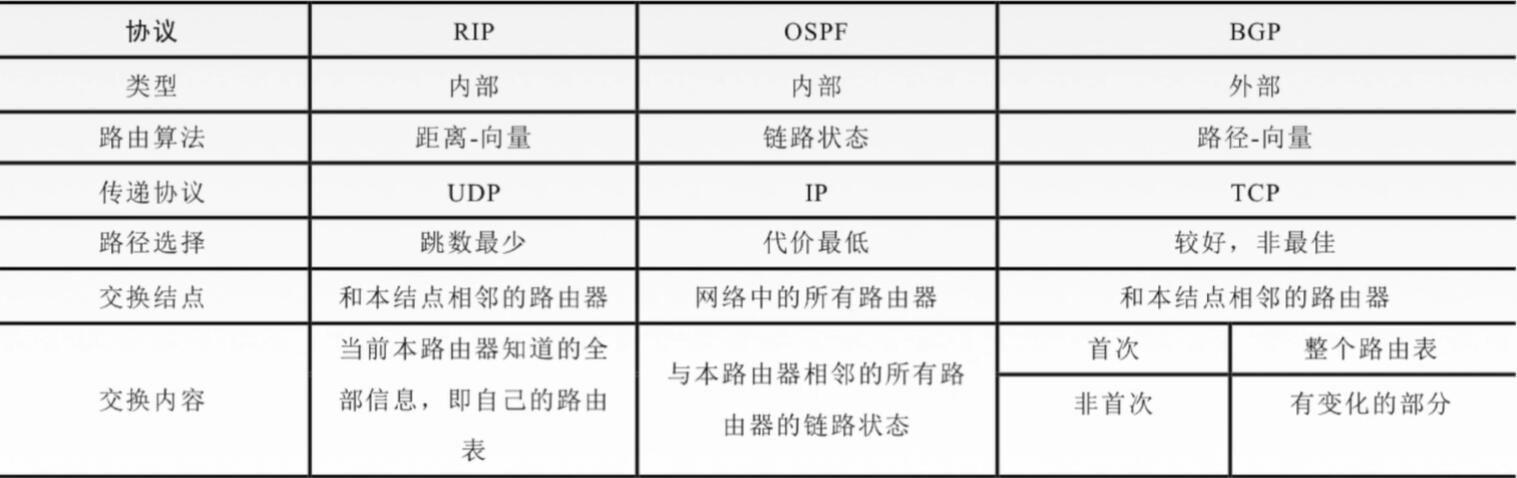 协议 RIP OSPF BGP
类型 内部 内部 外部
路由算法 距离-向量 链路状态 路径-向量
传递协议 UDP IP TCP
路径选择 跳数最少 代价最低 较好，非最佳
交换结点 和本结点相邻的路由器 网络中的所有路由器 和本结点相邻的路由器
交换内容
当前本路由器知道的全
部信息，即自己的路由
表
与本路由器相邻的所有路
由器的链路状态
首次 整个路由表
非首次 有变化的部分